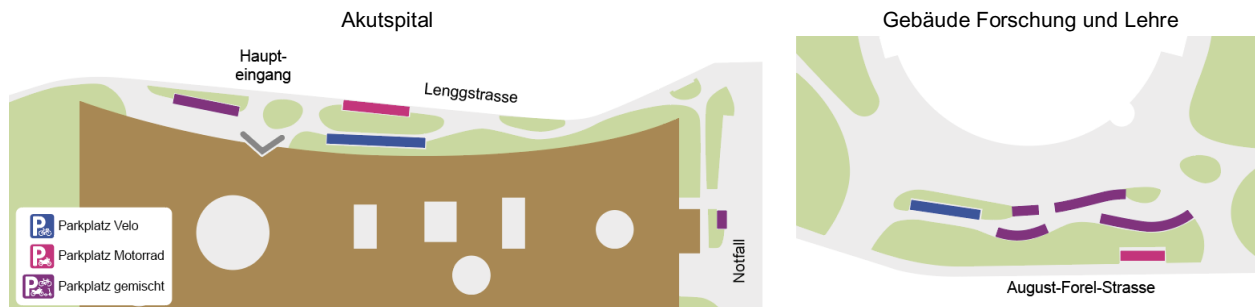 Akutspital
Gebäude Forschung und Lehre
Haupt-
eingang
Lenggstrasse
P Parkplatz Velo
P Parkplatz Motorrad
P Parkplatz gemischt
Notfall
August-Forel-Strasse